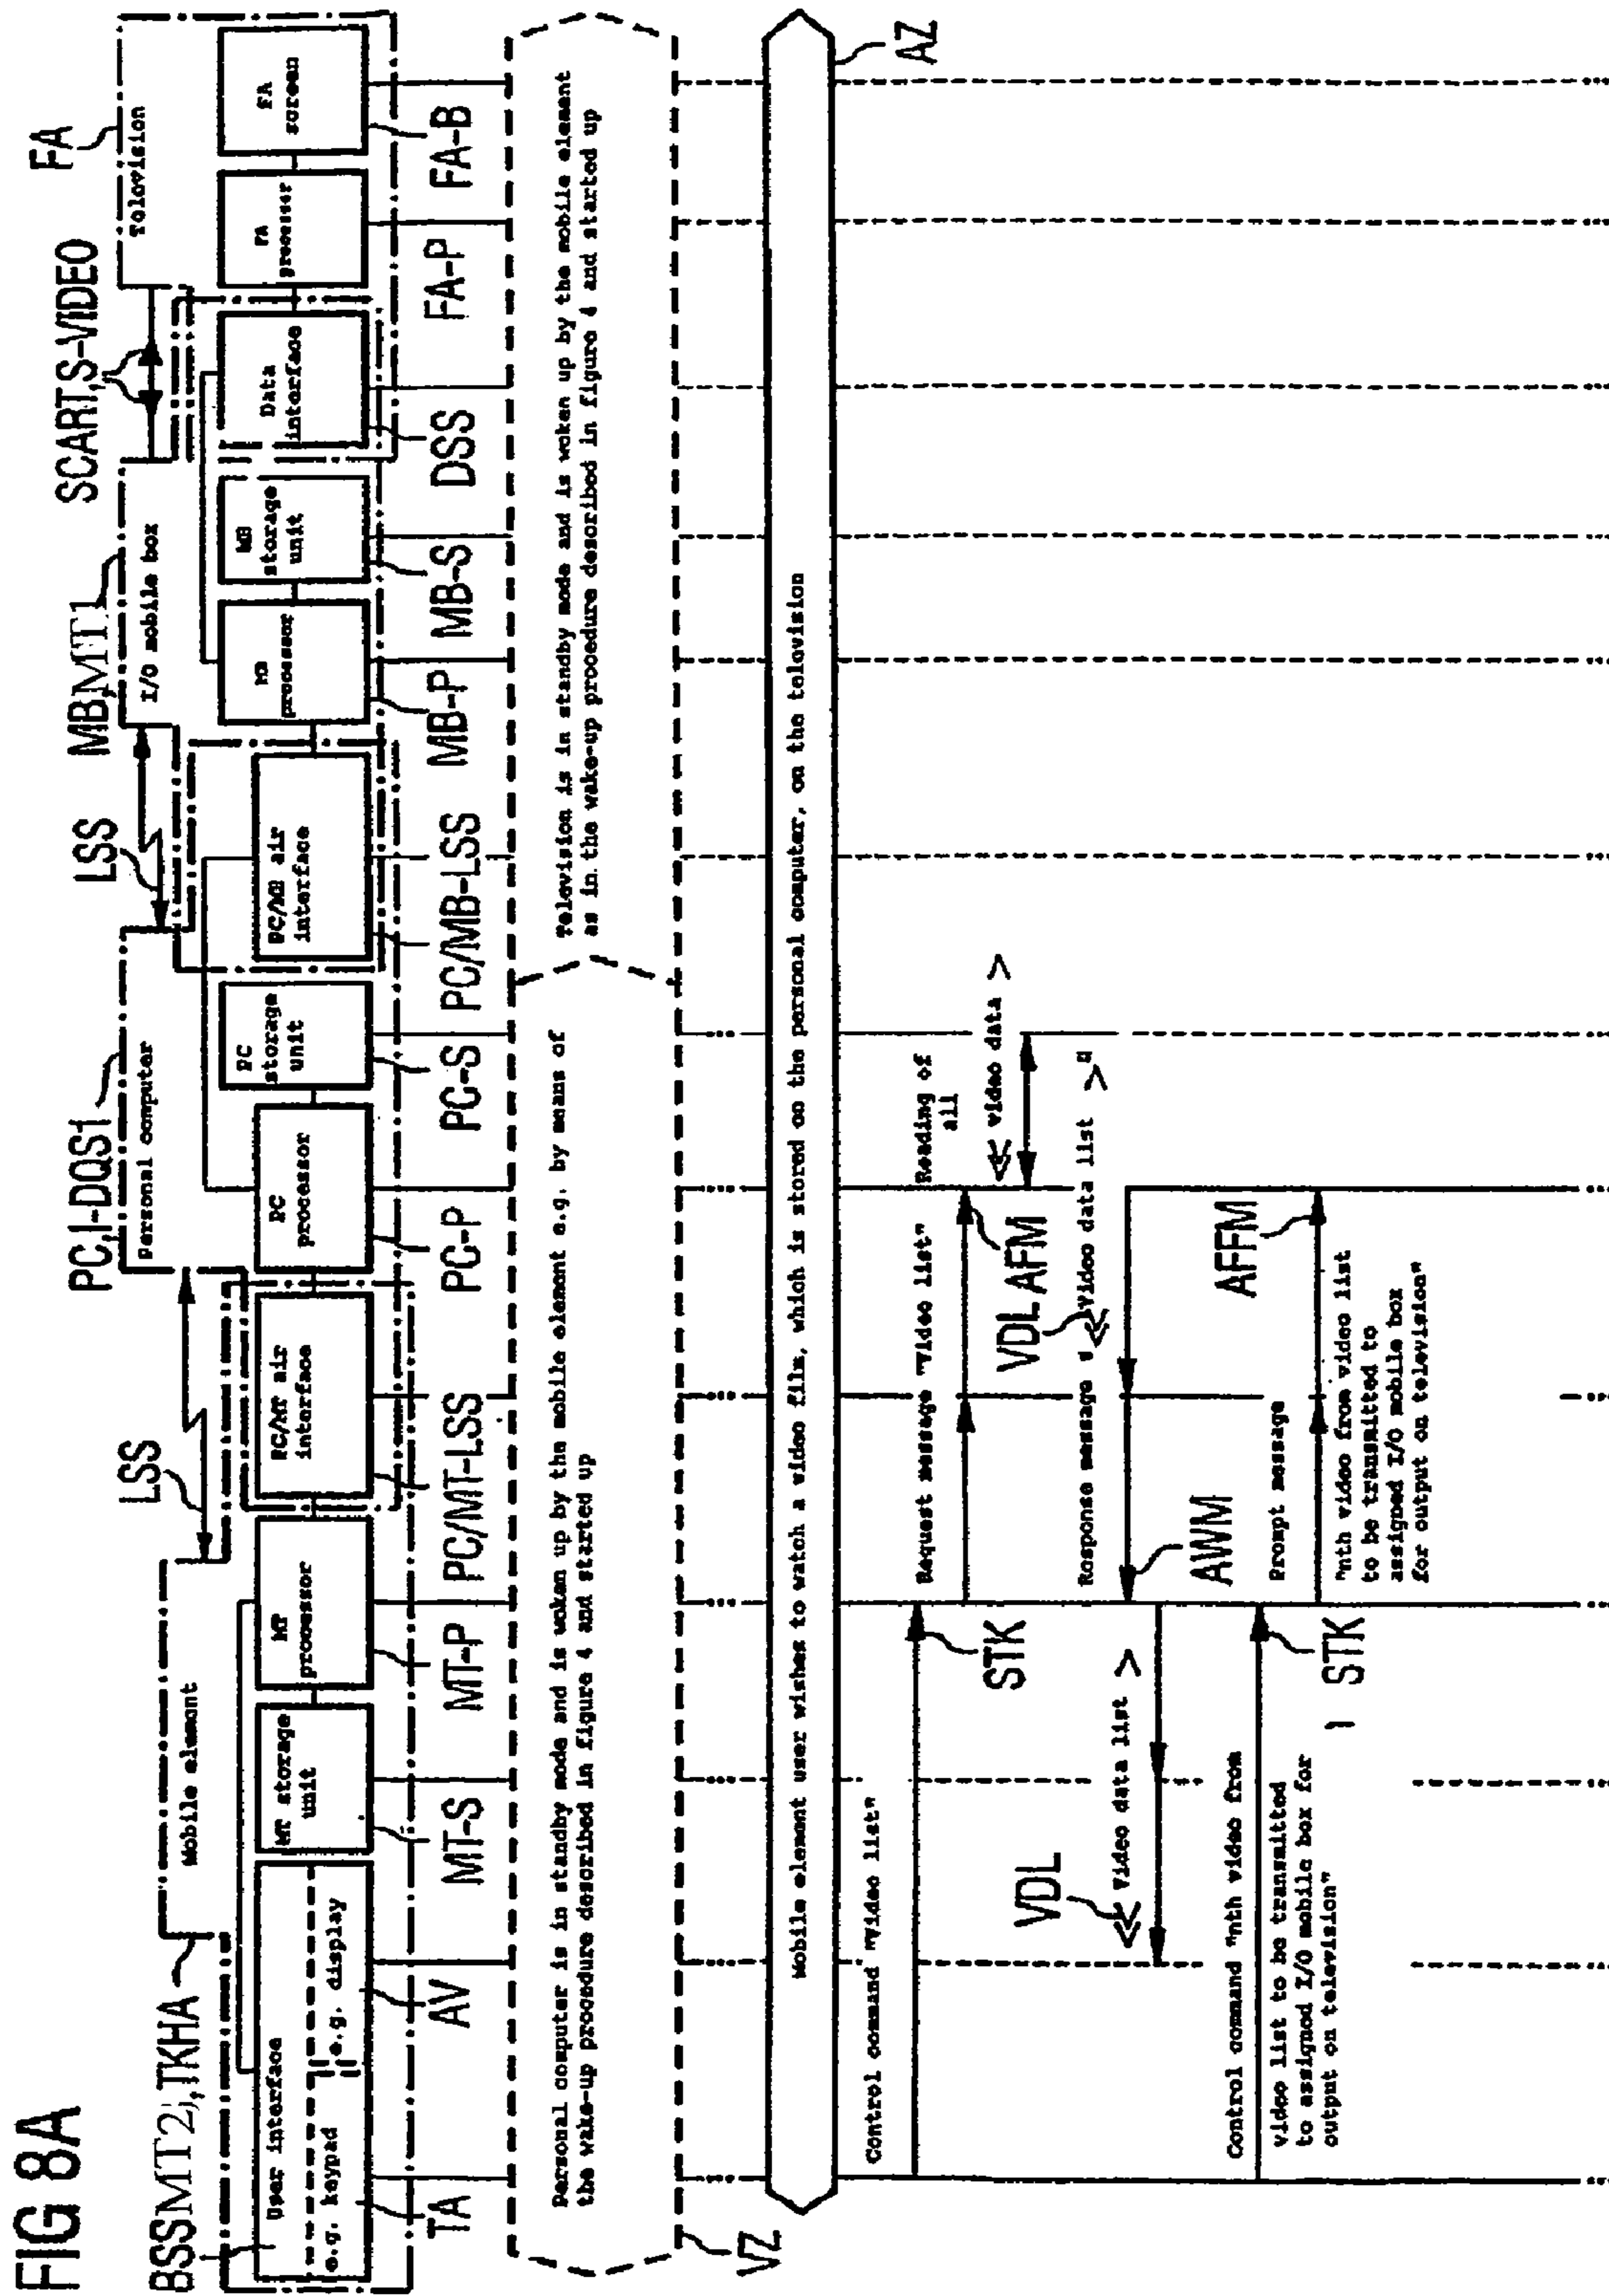 FIG 8A
BSS
MT2, TKHA
LSS
PC, I-DQS1
LSS
MB, MT1
SCART, S-VIDEO
FA
Mobile element
Personal computer
I/O mobile box
Television
User interface
e.g. keypad
e.g. display
MT storage
unit
MT
processor
PC/MT air
interface
PC
processor
PC
storage
unit
PC/MB air
interface
MB
processor
MB
storage
unit
Data
interface
FA
processor
FA
screen
TA
AV
MT-S
MT-P
PC/MT-LSS
PC-P
PC-S
PC/MB-LSS
MB-P
MB-S
DSS
FA-P
FA-B
Personal computer is in standby mode and is woken up by the mobile element e.g. by means of
the wake-up procedure described in figure 4 and started up
Television is in standby mode and is woken up by the mobile element
as in the wake-up procedure described in figure 4 and started up
VZ
Mobile element user wishes to watch a video film, which is stored on the personal computer, on the television
AZ
Control command "Video list"
STK
Request message "Video list"
AFM
Reading of
all
<< video data >
VDL
Response message " << Video data list > "
AWM
VDL
<< Video data list >
Control command "nth video from
video list to be transmitted
to assigned I/O mobile box for
output on television"
STK
Prompt message
"nth video from video list
to be transmitted to
assigned I/O mobile box
for output on television"
AFFM